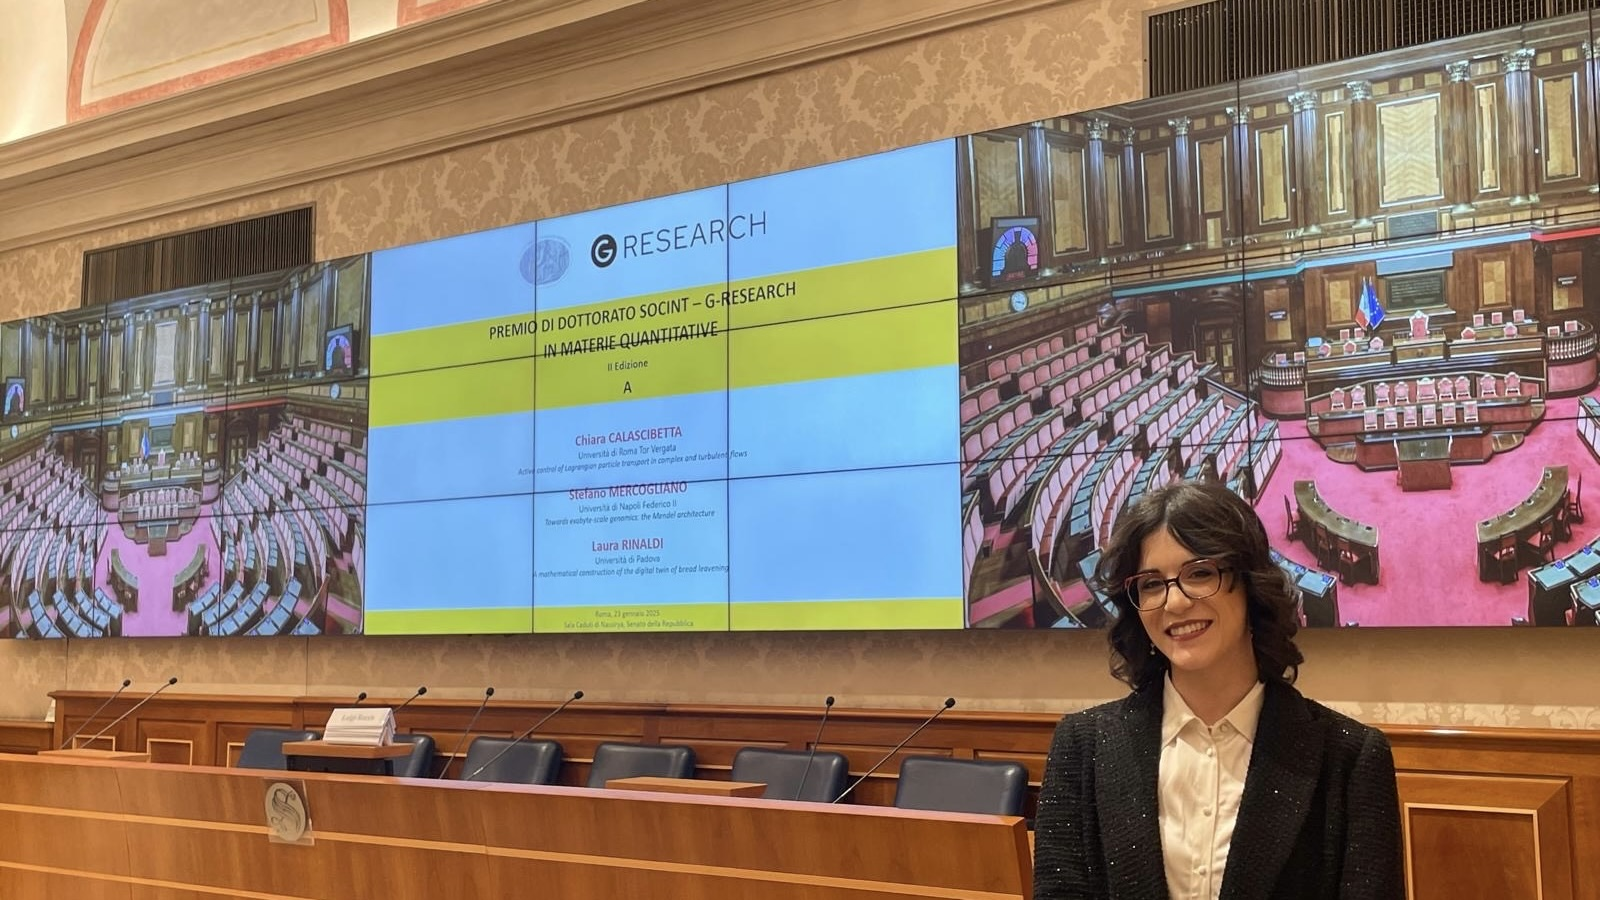 G RESEARCH
PREMIO DI DOTTORATO SOCINT – G-RESEARCH
IN MATERIE QUANTITATIVE
II Edizione
A
Chiara CALASCIBETTA
Università di Roma Tor Vergata
Active control of Lagrangian particle transport in complex and turbulent flows
Stefano MERCOGLIANO
Università di Napoli Federico II
Towards exabyte-scale genomics: the Mendel architecture
Laura RINALDI
Università di Padova
A mathematical construction of the digital twin of bread leavening
Roma, 23 gennaio 2025
Sala Caduti di Nassirya, Senato della Repubblica